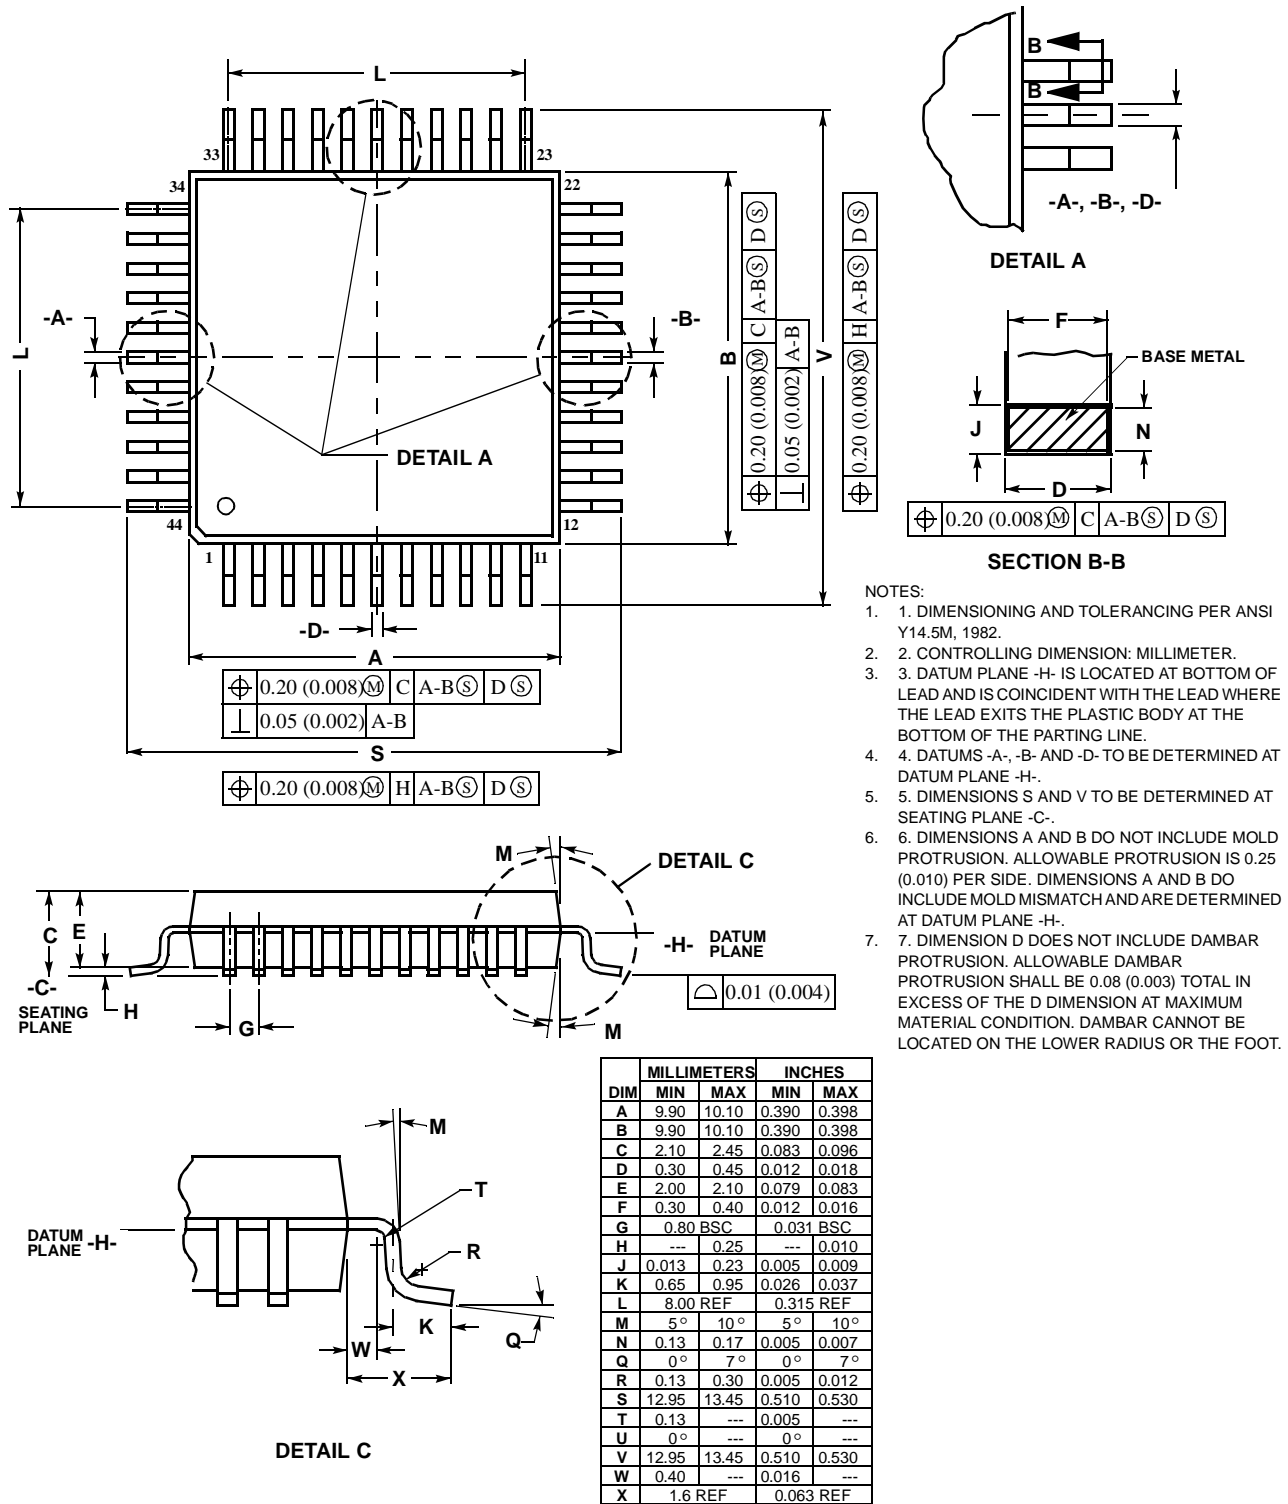 L
33
23
34
22
-A-
-B-
L
B
V
DETAIL A
44
12
1
11
-D-
A
⌖ 0.20 (0.008)Ⓜ C A-BⓈ D Ⓢ
⊥ 0.05 (0.002) A-B
S
⌖ 0.20 (0.008)Ⓜ H A-BⓈ D Ⓢ
⌖ 0.20 (0.008)Ⓜ C A-BⓈ D Ⓢ
⊥ 0.05 (0.002) A-B
⌖ 0.20 (0.008)Ⓜ H A-BⓈ D Ⓢ
B
B
-A-, -B-, -D-
DETAIL A
F
BASE METAL
J
N
D
⌖ 0.20 (0.008)Ⓜ C A-BⓈ D Ⓢ
SECTION B-B
NOTES:
1. 1. DIMENSIONING AND TOLERANCING PER ANSI
Y14.5M, 1982.
2. 2. CONTROLLING DIMENSION: MILLIMETER.
3. 3. DATUM PLANE -H- IS LOCATED AT BOTTOM OF
LEAD AND IS COINCIDENT WITH THE LEAD WHERE
THE LEAD EXITS THE PLASTIC BODY AT THE
BOTTOM OF THE PARTING LINE.
4. 4. DATUMS -A-, -B- AND -D- TO BE DETERMINED AT
DATUM PLANE -H-.
5. 5. DIMENSIONS S AND V TO BE DETERMINED AT
SEATING PLANE -C-.
6. 6. DIMENSIONS A AND B DO NOT INCLUDE MOLD
PROTRUSION. ALLOWABLE PROTRUSION IS 0.25
(0.010) PER SIDE. DIMENSIONS A AND B DO
INCLUDE MOLD MISMATCH AND ARE DETERMINED
AT DATUM PLANE -H-.
7. 7. DIMENSION D DOES NOT INCLUDE DAMBAR
PROTRUSION. ALLOWABLE DAMBAR
PROTRUSION SHALL BE 0.08 (0.003) TOTAL IN
EXCESS OF THE D DIMENSION AT MAXIMUM
MATERIAL CONDITION. DAMBAR CANNOT BE
LOCATED ON THE LOWER RADIUS OR THE FOOT.
M
DETAIL C
C
E
-H- DATUM
PLANE
-C-
SEATING
PLANE
H
G
M
⌓ 0.01 (0.004)
M
T
DATUM
PLANE -H-
R
K
Q
W
X
DETAIL C
MILLIMETERS INCHES
DIM MIN MAX MIN MAX
A 9.90 10.10 0.390 0.398
B 9.90 10.10 0.390 0.398
C 2.10 2.45 0.083 0.096
D 0.30 0.45 0.012 0.018
E 2.00 2.10 0.079 0.083
F 0.30 0.40 0.012 0.016
G 0.80 BSC 0.031 BSC
H --- 0.25 --- 0.010
J 0.013 0.23 0.005 0.009
K 0.65 0.95 0.026 0.037
L 8.00 REF 0.315 REF
M 5° 10° 5° 10°
N 0.13 0.17 0.005 0.007
Q 0° 7° 0° 7°
R 0.13 0.30 0.005 0.012
S 12.95 13.45 0.510 0.530
T 0.13 --- 0.005 ---
U 0° --- 0° ---
V 12.95 13.45 0.510 0.530
W 0.40 --- 0.016 ---
X 1.6 REF 0.063 REF